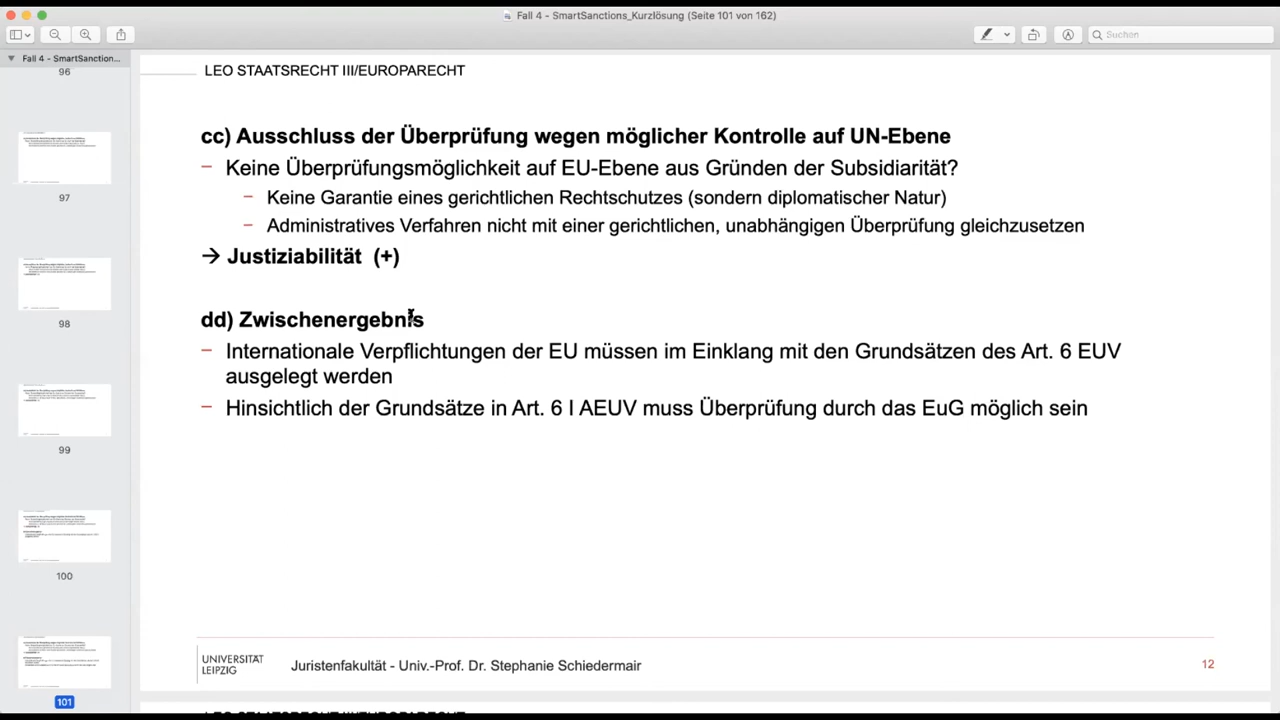 Fall 4 - SmartSanctions_Kurzlösung (Seite 101 von 162)
Suchen
Fall 4 - SmartSanction...
96
97
98
99
100
101
LEO STAATSRECHT III/EUROPARECHT
cc) Ausschluss der Überprüfung wegen möglicher Kontrolle auf UN-Ebene
– Keine Überprüfungsmöglichkeit auf EU-Ebene aus Gründen der Subsidiarität?
– Keine Garantie eines gerichtlichen Rechtschutzes (sondern diplomatischer Natur)
– Administratives Verfahren nicht mit einer gerichtlichen, unabhängigen Überprüfung gleichzusetzen
→ Justiziabilität (+)
dd) Zwischenergebnis
– Internationale Verpflichtungen der EU müssen im Einklang mit den Grundsätzen des Art. 6 EUV
ausgelegt werden
– Hinsichtlich der Grundsätze in Art. 6 I AEUV muss Überprüfung durch das EuG möglich sein
UNIVERSITÄT
LEIPZIG
Juristenfakultät - Univ.-Prof. Dr. Stephanie Schiedermair
12
LEO STAATSRECHT III/EUROPARECHT